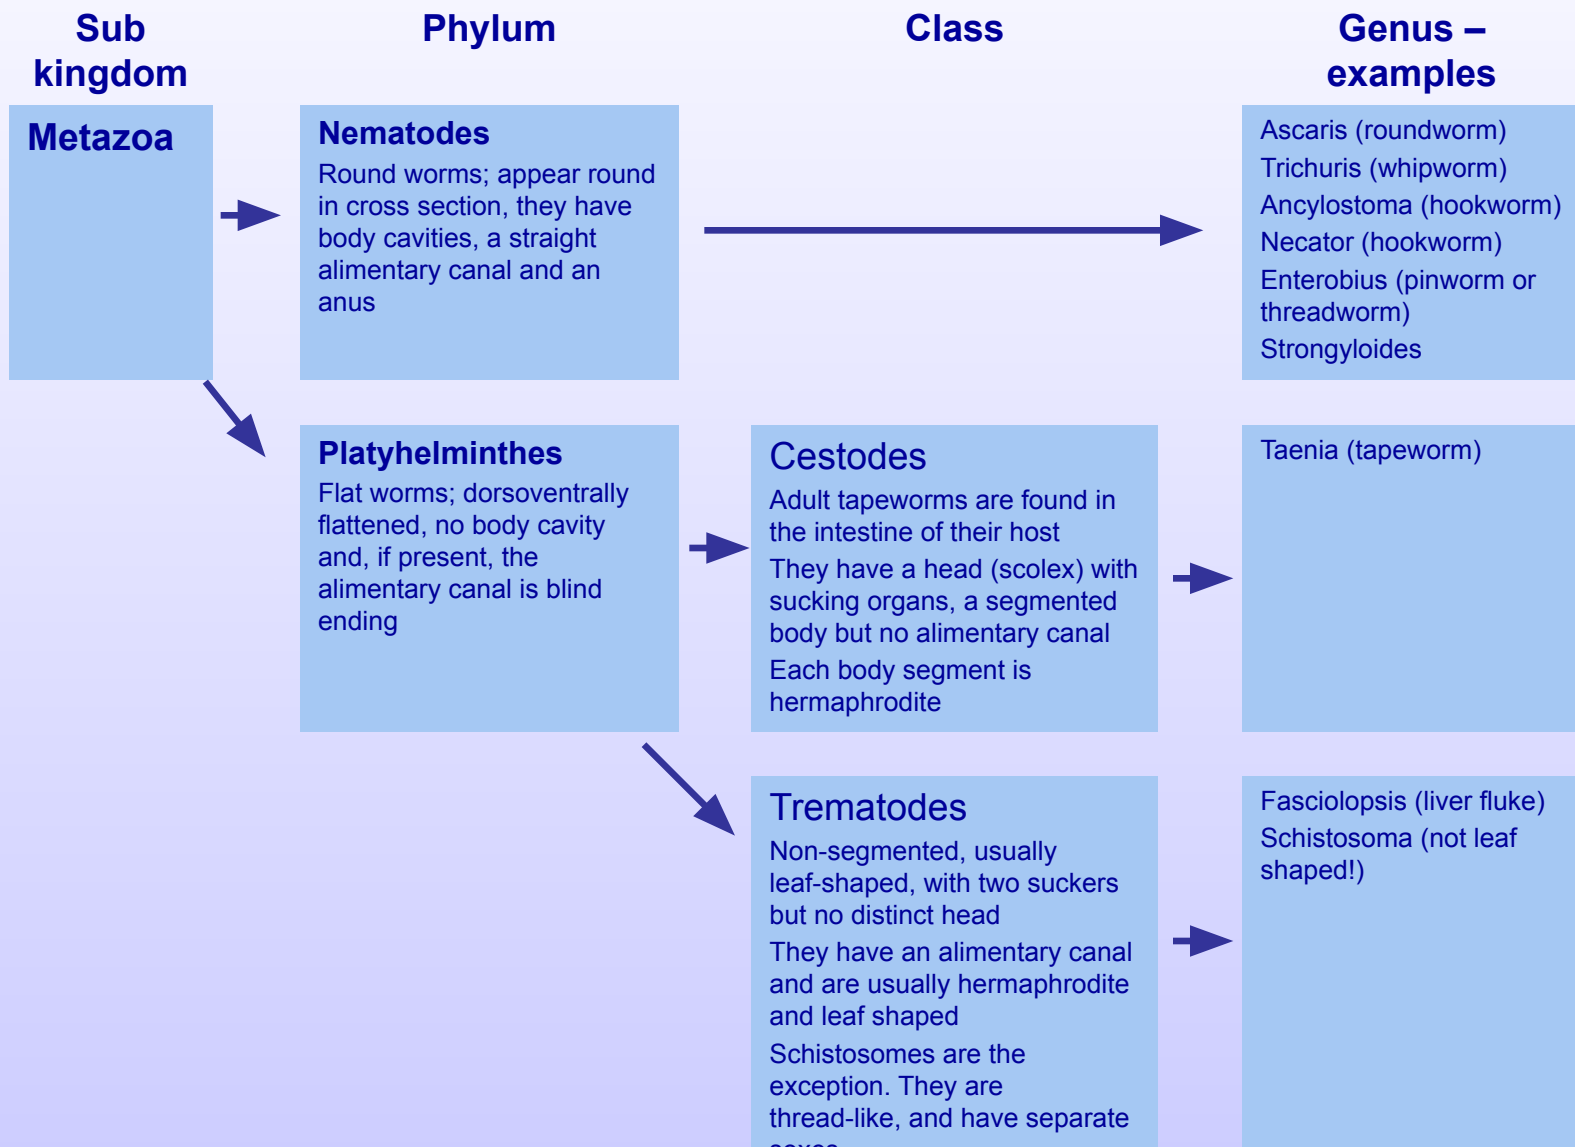 Sub
kingdom
Phylum
Class
Genus –
examples
Metazoa
Nematodes
Round worms; appear round
in cross section, they have
body cavities, a straight
alimentary canal and an
anus
Ascaris (roundworm)
Trichuris (whipworm)
Ancylostoma (hookworm)
Necator (hookworm)
Enterobius (pinworm or
threadworm)
Strongyloides
Platyhelminthes
Flat worms; dorsoventrally
flattened, no body cavity
and, if present, the
alimentary canal is blind
ending
Cestodes
Adult tapeworms are found in
the intestine of their host
They have a head (scolex) with
sucking organs, a segmented
body but no alimentary canal
Each body segment is
hermaphrodite
Taenia (tapeworm)
Trematodes
Non-segmented, usually
leaf-shaped, with two suckers
but no distinct head
They have an alimentary canal
and are usually hermaphrodite
and leaf shaped
Schistosomes are the
exception. They are
thread-like, and have separate
Fasciolopsis (liver fluke)
Schistosoma (not leaf
shaped!)